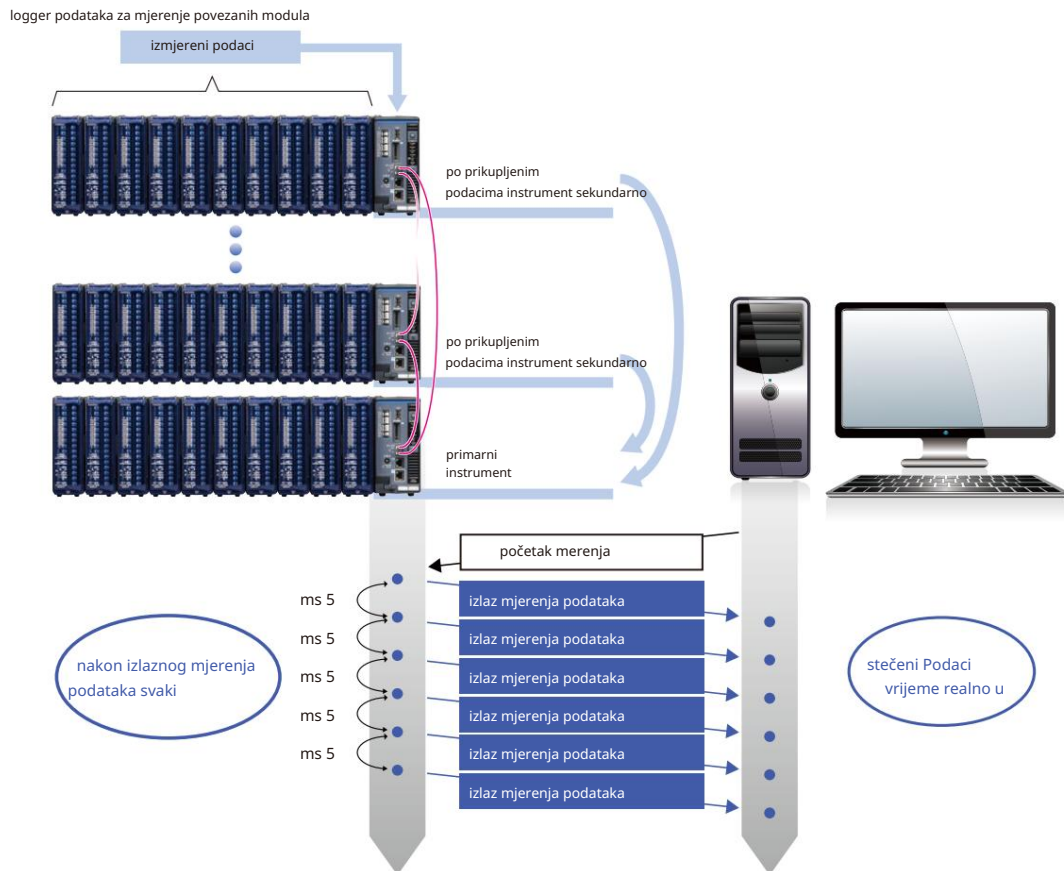 logger podataka za mjerenje povezanih modula
izmjereni podaci
po prikupljenim
podacima instrument sekundarno
po prikupljenim
podacima instrument sekundarno
primarni
instrument
početak merenja
ms 5
ms 5
ms 5
ms 5
ms 5
izlaz mjerenja podataka
izlaz mjerenja podataka
izlaz mjerenja podataka
izlaz mjerenja podataka
izlaz mjerenja podataka
izlaz mjerenja podataka
nakon izlaznog mjerenja
podataka svaki
stečeni Podaci
vrijeme realno u